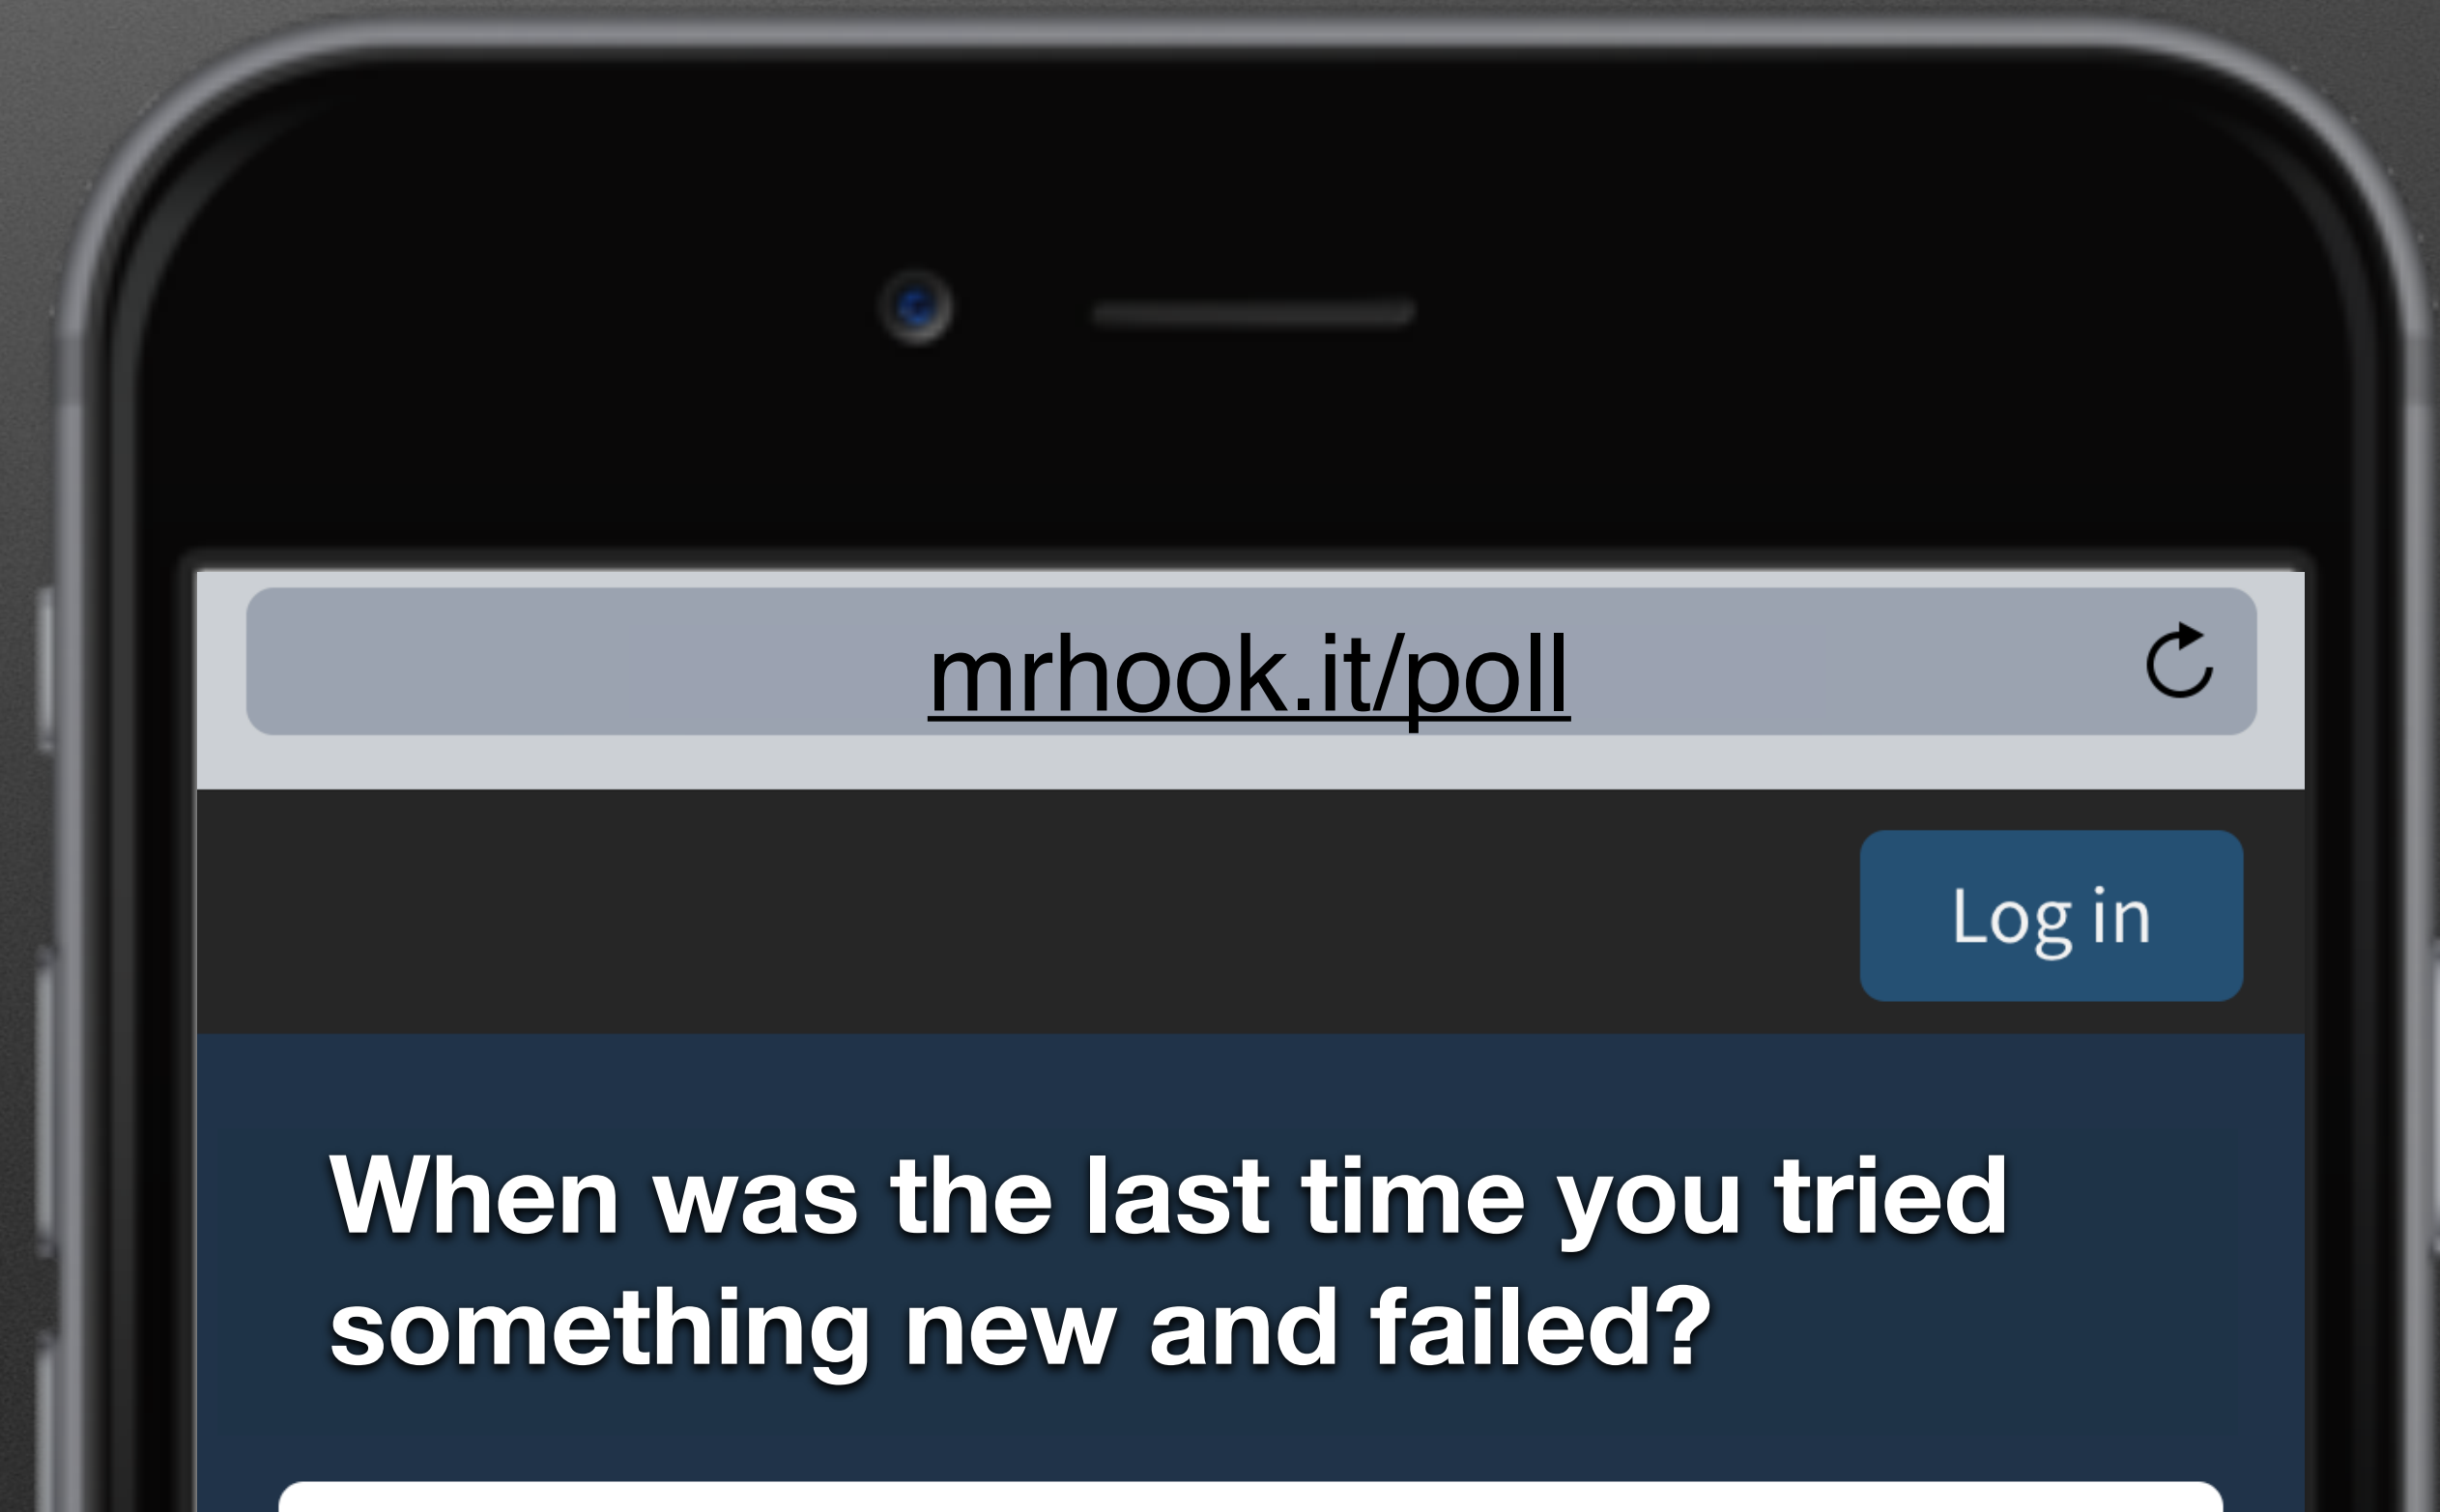 mrhook.it/poll
Log in
When was the last time you tried
something new and failed?